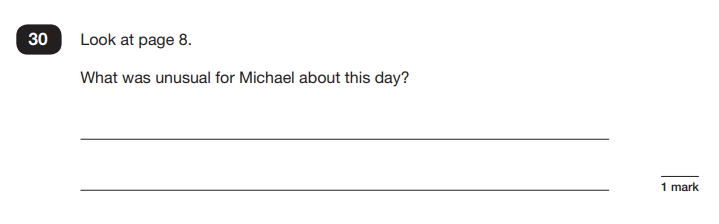 30 Look at page 8.
What was unusual for Michael about this day?
1 mark